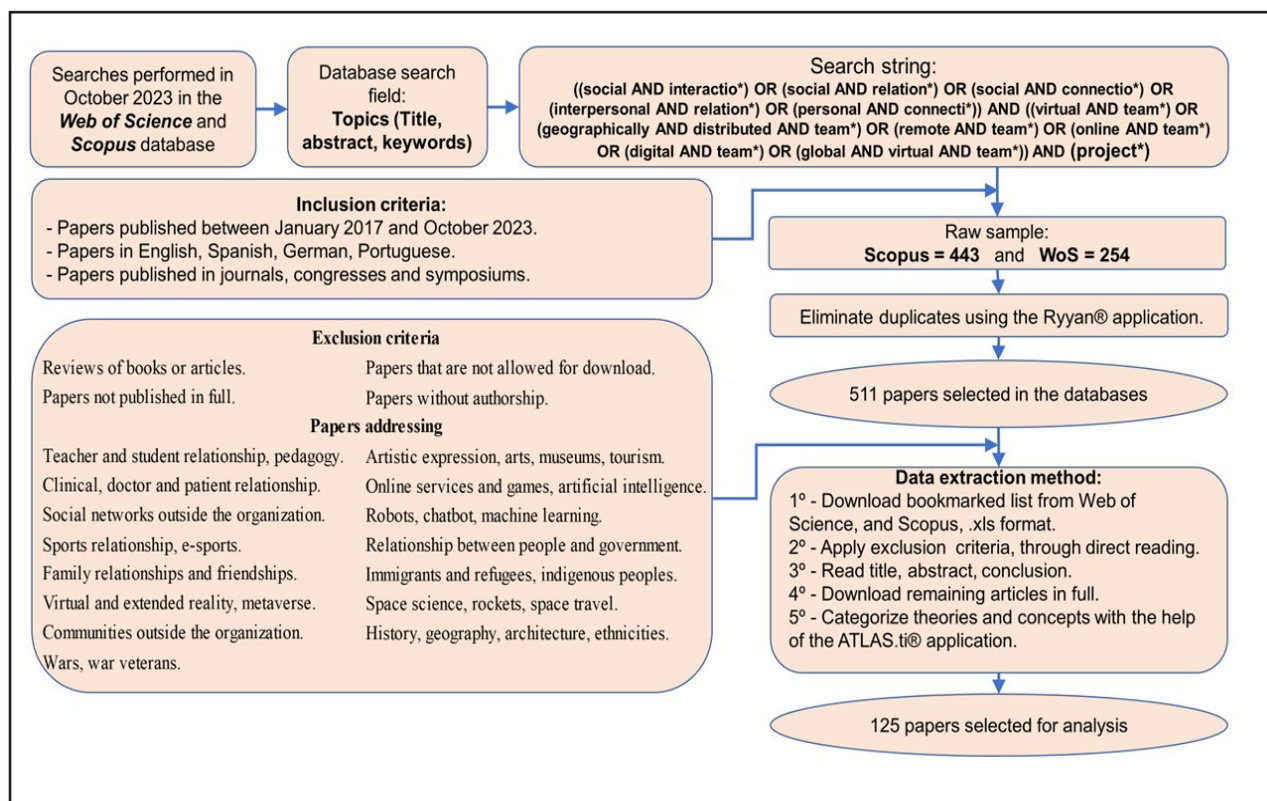 Searches performed in
October 2023 in the
Web of Science and
Scopus database
Database search
field:
Topics (Title,
abstract, keywords)
Search string:
((social AND interactio*) OR (social AND relation*) OR (social AND connectio*) OR
(interpersonal AND relation*) OR (personal AND connecti*)) AND ((virtual AND team*) OR
(geographically AND distributed AND team*) OR (remote AND team*) OR (online AND team*)
OR (digital AND team*) OR (global AND virtual AND team*)) AND (project*)
Inclusion criteria:
- Papers published between January 2017 and October 2023.
- Papers in English, Spanish, German, Portuguese.
- Papers published in journals, congresses and symposiums.
Raw sample:
Scopus = 443 and WoS = 254
Eliminate duplicates using the Ryyan® application.
511 papers selected in the databases
Exclusion criteria
Reviews of books or articles.
Papers that are not allowed for download.
Papers not published in full.
Papers without authorship.
Papers addressing
Teacher and student relationship, pedagogy.
Artistic expression, arts, museums, tourism.
Clinical, doctor and patient relationship.
Online services and games, artificial intelligence.
Social networks outside the organization.
Robots, chatbot, machine learning.
Sports relationship, e-sports.
Relationship between people and government.
Family relationships and friendships.
Immigrants and refugees, indigenous peoples.
Virtual and extended reality, metaverse.
Space science, rockets, space travel.
Communities outside the organization.
History, geography, architecture, ethnicities.
Wars, war veterans.
Data extraction method:
1º - Download bookmarked list from Web of
Science, and Scopus, .xls format.
2º - Apply exclusion criteria, through direct reading.
3º - Read title, abstract, conclusion.
4º - Download remaining articles in full.
5º - Categorize theories and concepts with the help
of the ATLAS.ti® application.
125 papers selected for analysis